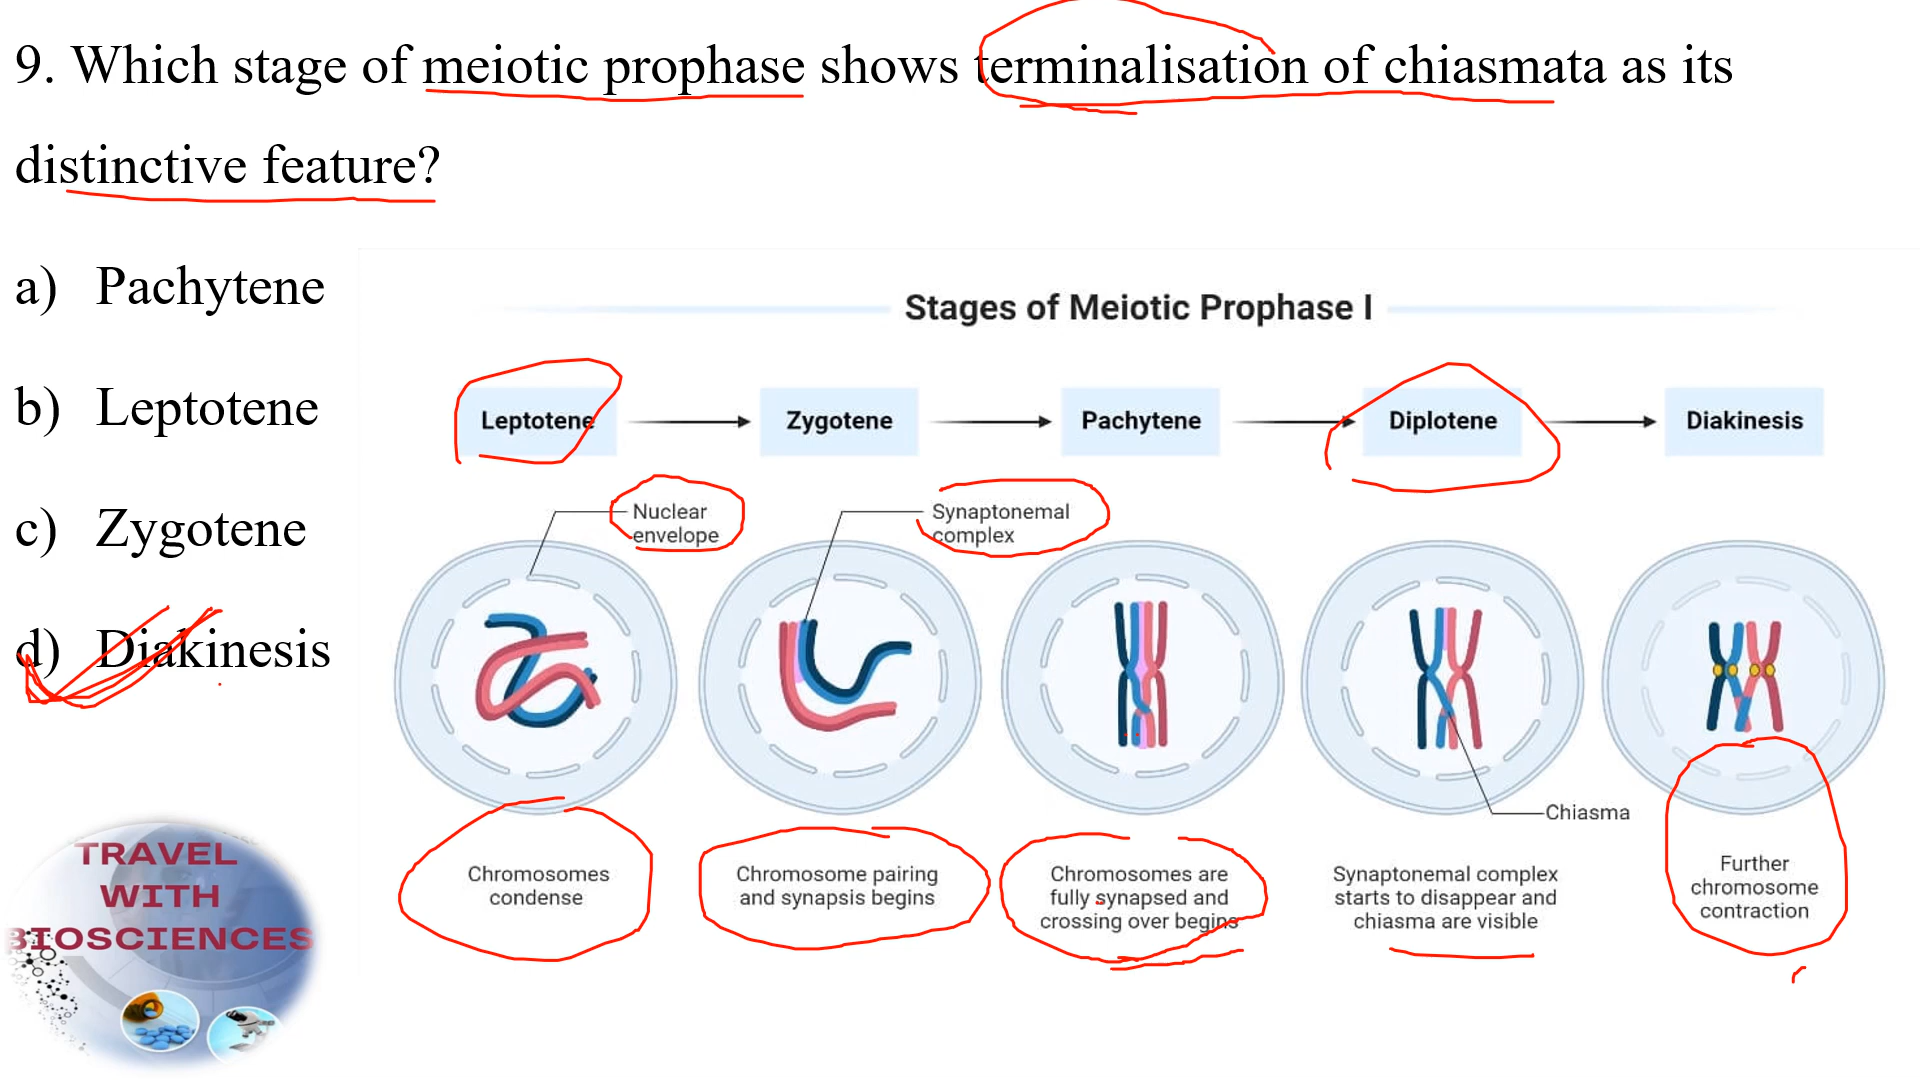 9. Which stage of meiotic prophase shows terminalisation of chiasmata as its
distinctive feature?
a) Pachytene
b) Leptotene
c) Zygotene
d) Diakinesis
Stages of Meiotic Prophase I
Leptotene
Zygotene
Pachytene
Diplotene
Diakinesis
Nuclear
envelope
Synaptonemal
complex
Chiasma
Chromosomes
condense
Chromosome pairing
and synapsis begins
Chromosomes are
fully synapsed and
crossing over begins
Synaptonemal complex
starts to disappear and
chiasma are visible
Further
chromosome
contraction
TRAVEL
WITH
BIOSCIENCES